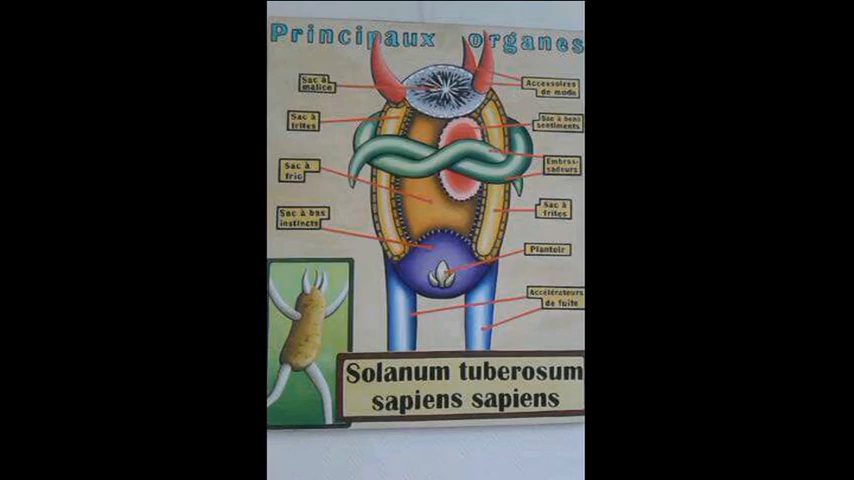 Principaux organes
Sac à
malice
Accessoires
de mode
Sac à
frites
Sac à bons
sentiments
Sac à
fric
Embras-
sadeurs
Sac à bas
instincts
Sac à
frites
Plantoir
Accélérateurs
de fuite
Solanum tuberosum
sapiens sapiens